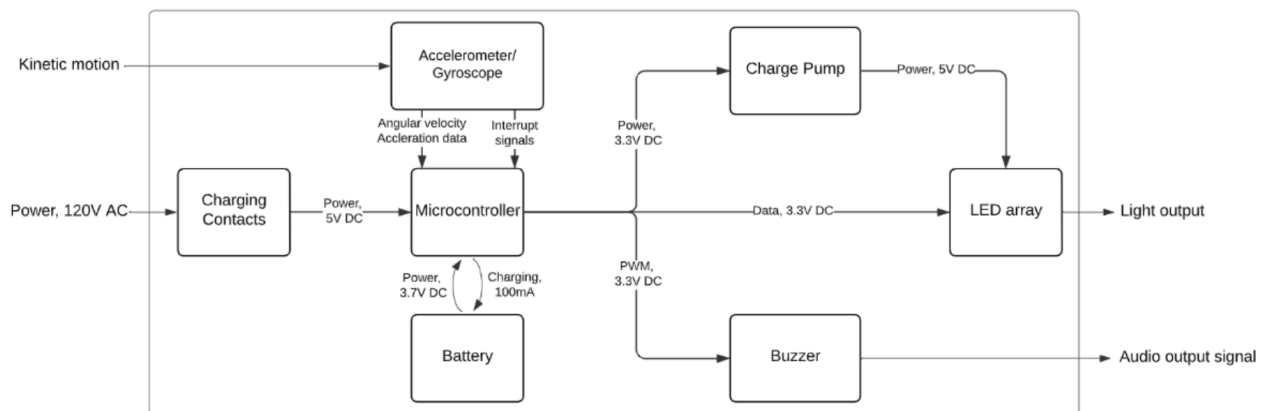 Kinetic motion
Accelerometer/
Gyroscope
Charge Pump
Power, 5V DC
Angular velocity
Accleration data
Interrupt
signals
Power,
3.3V DC
Power, 120V AC
Charging
Contacts
Power,
5V DC
Microcontroller
Data, 3.3V DC
LED array
Light output
Power,
3.7V DC
Charging,
100mA
PWM,
3.3V DC
Battery
Buzzer
Audio output signal